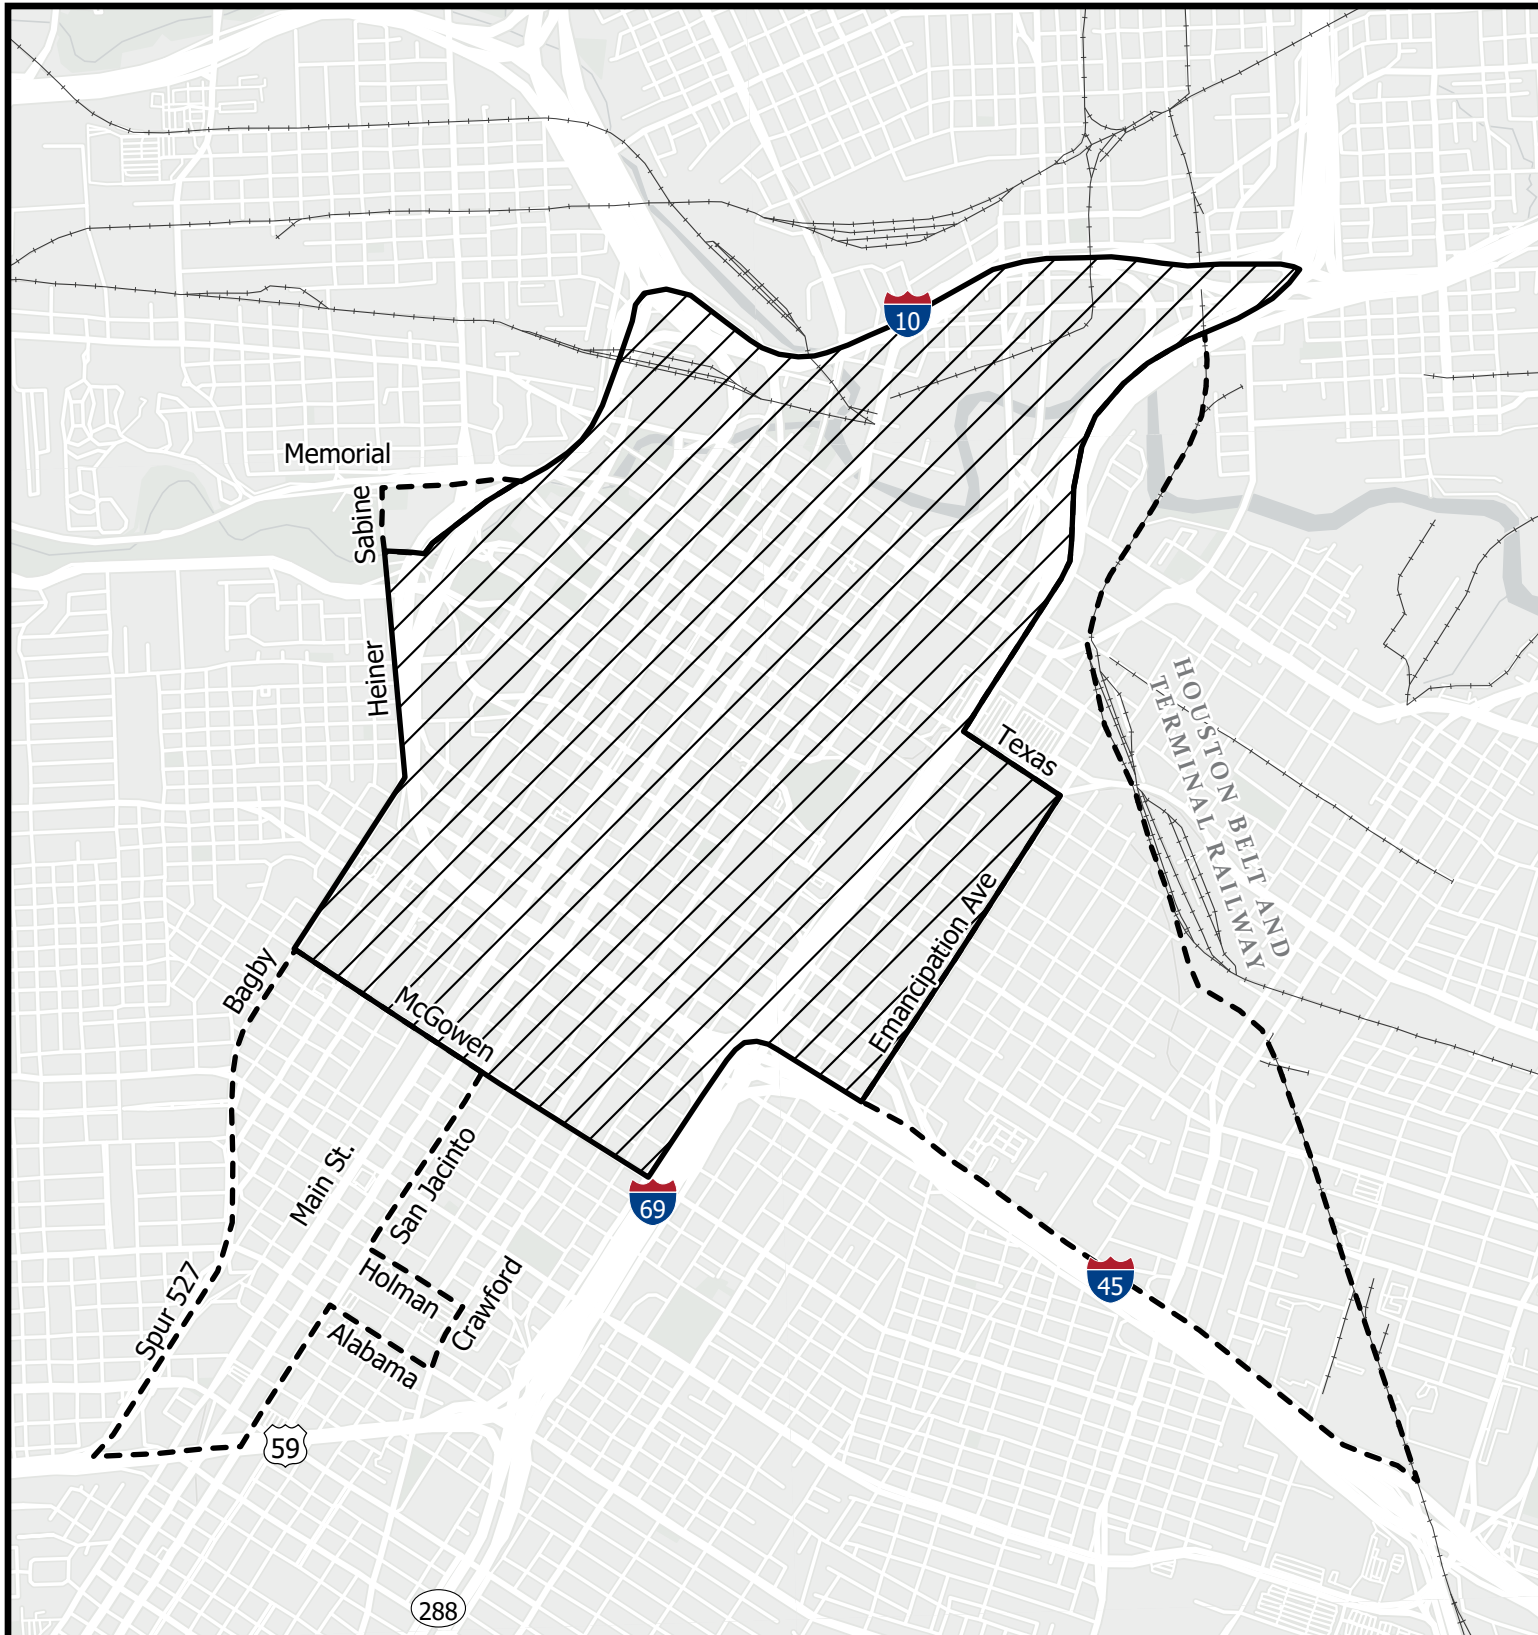 10
Memorial
Sabine
Heiner
HOUSTON BELT AND
TERMINAL RAILWAY
Texas
Emancipation Ave
Bagby
McGowen
San Jacinto
Main St.
69
Holman
Crawford
45
Spur 527
Alabama
59
288